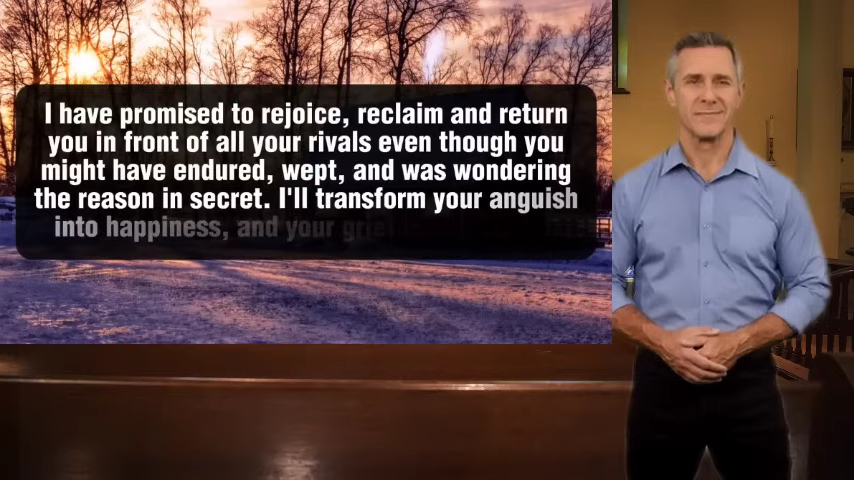 I have promised to rejoice, reclaim and return
you in front of all your rivals even though you
might have endured, wept, and was wondering
the reason in secret. I'll transform your anguish
into happiness, and your grie